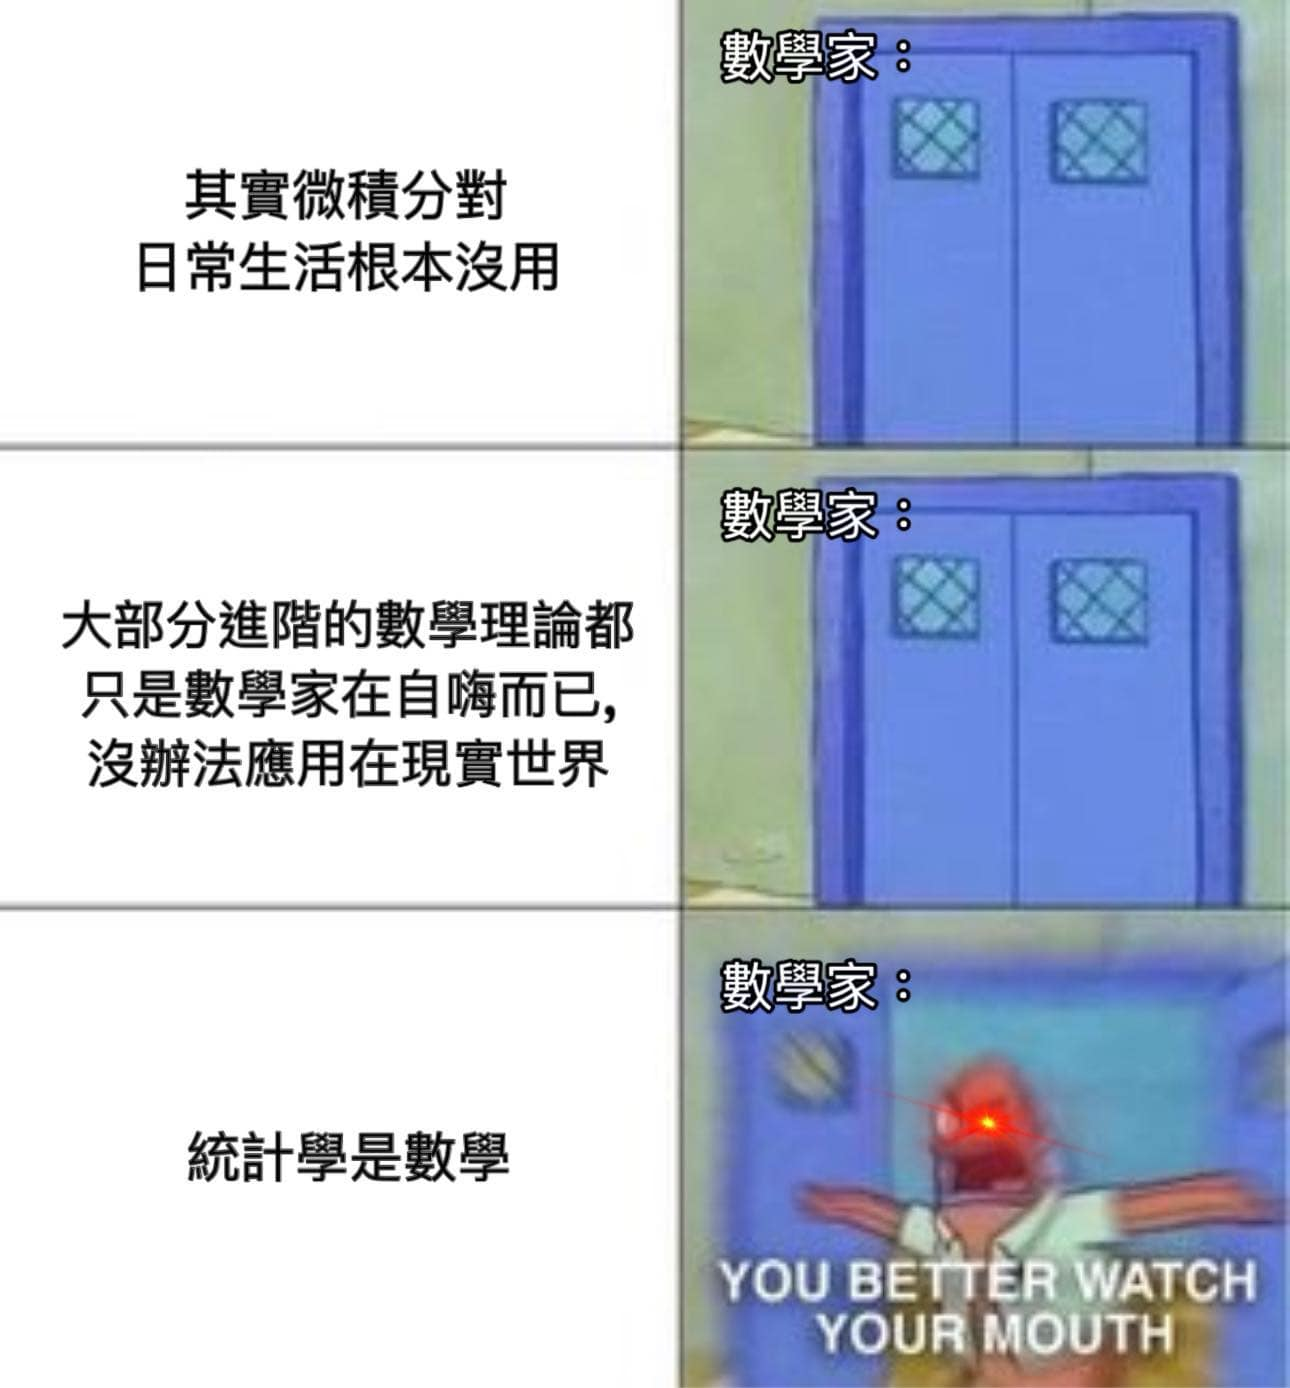 數學家：
其實微積分對
日常生活根本沒用
數學家：
大部分進階的數學理論都
只是數學家在自嗨而已,
沒辦法應用在現實世界
數學家：
統計學是數學
YOU BETTER WATCH
YOUR MOUTH